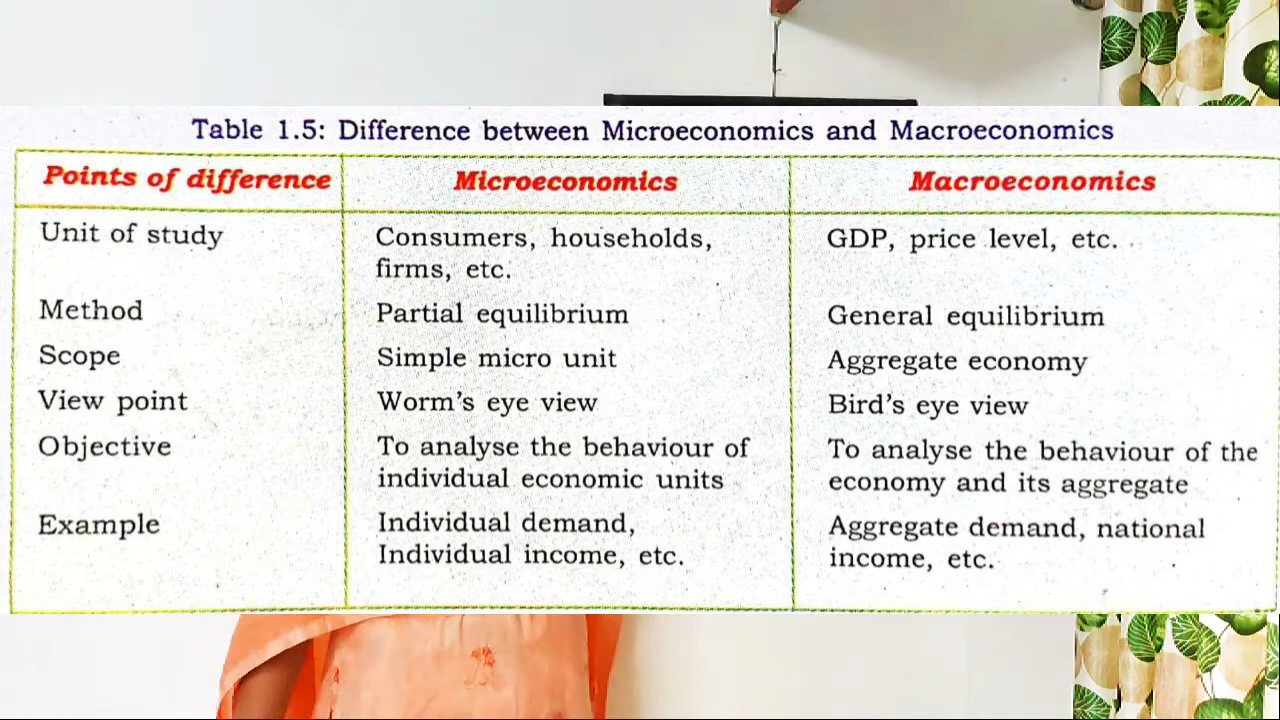 Table 1.5: Difference between Microeconomics and Macroeconomics
Points of difference Microeconomics Macroeconomics
Unit of study Consumers, households, GDP, price level, etc.
firms, etc.
Method Partial equilibrium General equilibrium
Scope Simple micro unit Aggregate economy
View point Worm's eye view Bird's eye view
Objective To analyse the behaviour of To analyse the behaviour of the
individual economic units economy and its aggregate
Example Individual demand, Aggregate demand, national
Individual income, etc. income, etc.